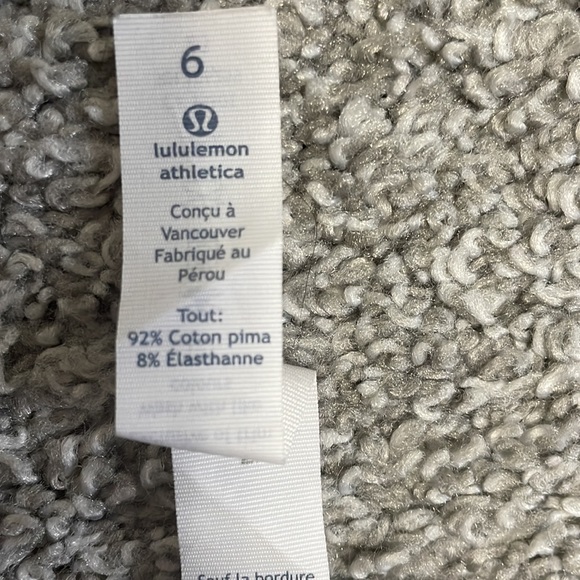 6
lululemon
athletica
Conçu à
Vancouver
Fabriqué au
Pérou
Tout:
92% Coton pima
8% Élasthanne
Sauf la bordure